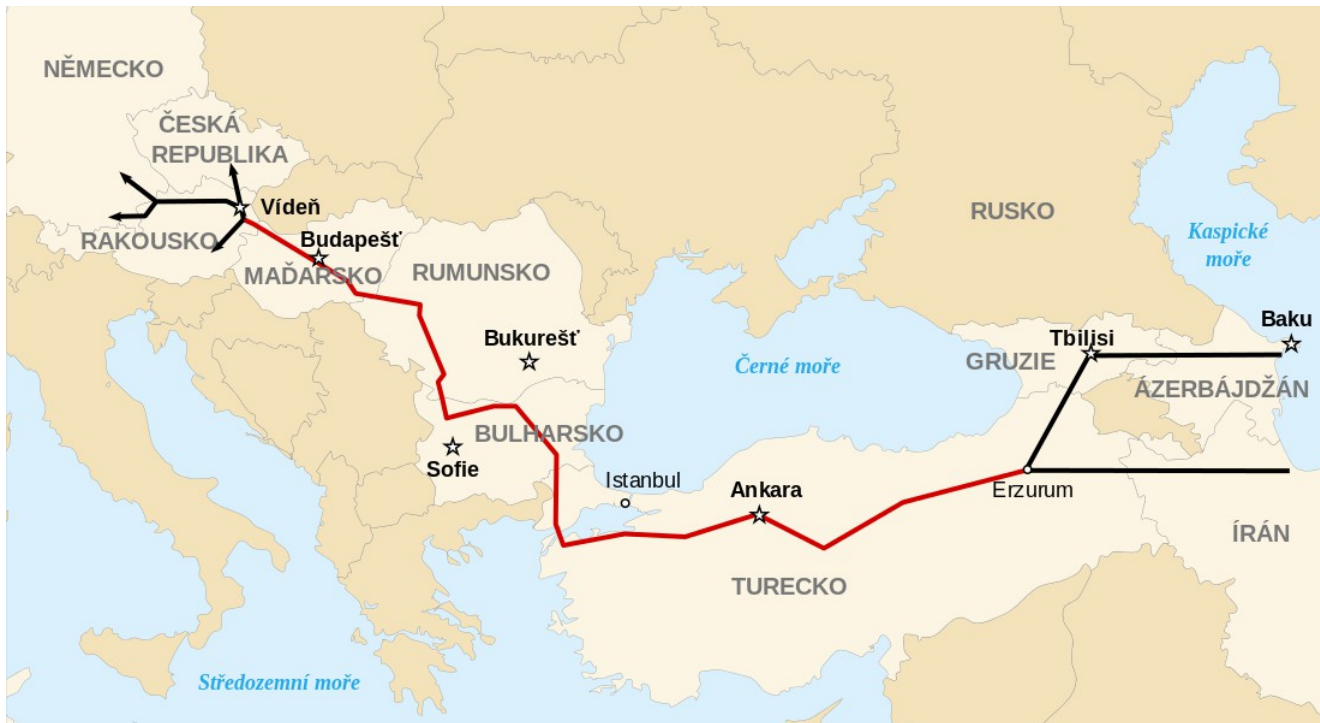 NĚMECKO
ČESKÁ
REPUBLIKA
Vídeň
RAKOUSKO
Budapešť
MAĎARSKO
RUMUNSKO
RUSKO
Kaspické
moře
Bukurešť
Černé moře
Tbilisi
Baku
GRUZIE
ÁZERBÁJDŽÁN
BULHARSKO
Sofie
Istanbul
Ankara
Erzurum
ÍRÁN
TURECKO
Středozemní moře